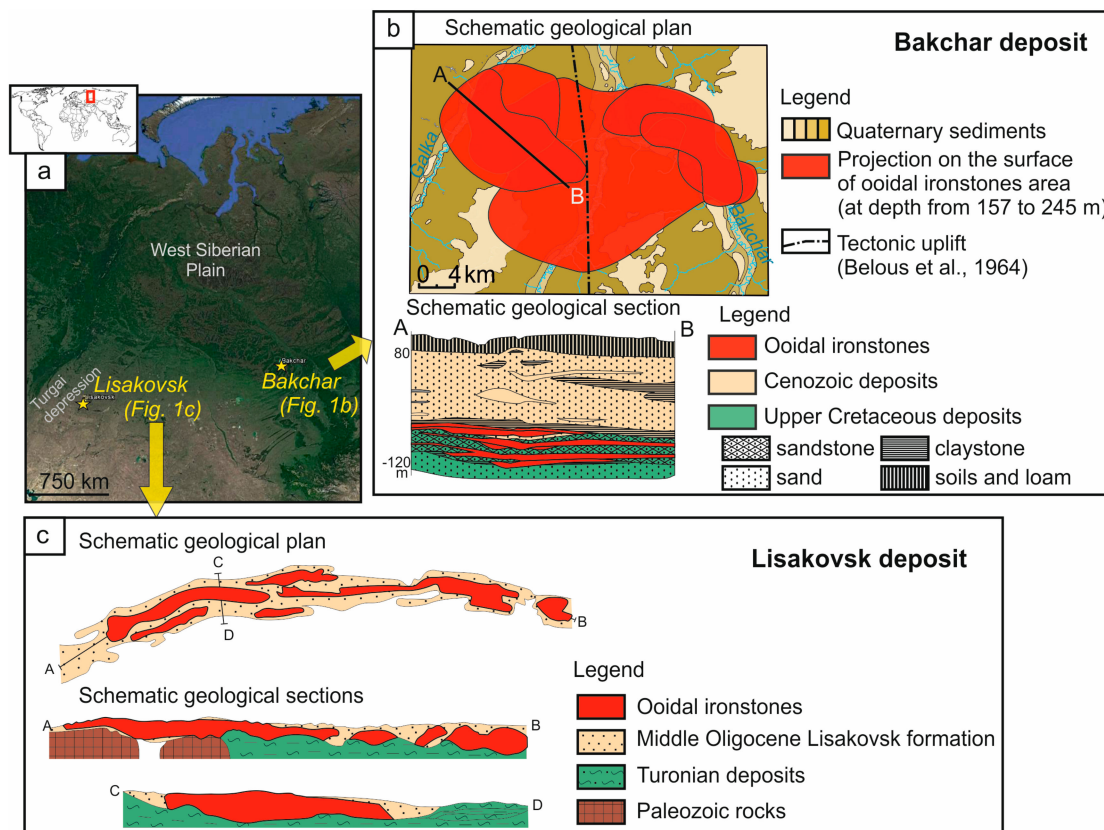 a
West Siberian
Plain
Turgai
depression
Lisakovsk
Lisakovsk
(Fig. 1c)
Bakchar
Bakchar
(Fig. 1b)
750 km
b
Schematic geological plan
Bakchar deposit
A
B
Galka
Bakchar
0 4 km
Legend
Quaternary sediments
Projection on the surface
of ooidal ironstones area
(at depth from 157 to 245 m)
Tectonic uplift
(Belous et al., 1964)
Schematic geological section
A
B
80
-120
m
Legend
Ooidal ironstones
Cenozoic deposits
Upper Cretaceous deposits
sandstone
claystone
sand
soils and loam
c
Schematic geological plan
Lisakovsk deposit
C
D
A
B
Schematic geological sections
A
B
C
D
Legend
Ooidal ironstones
Middle Oligocene Lisakovsk formation
Turonian deposits
Paleozoic rocks